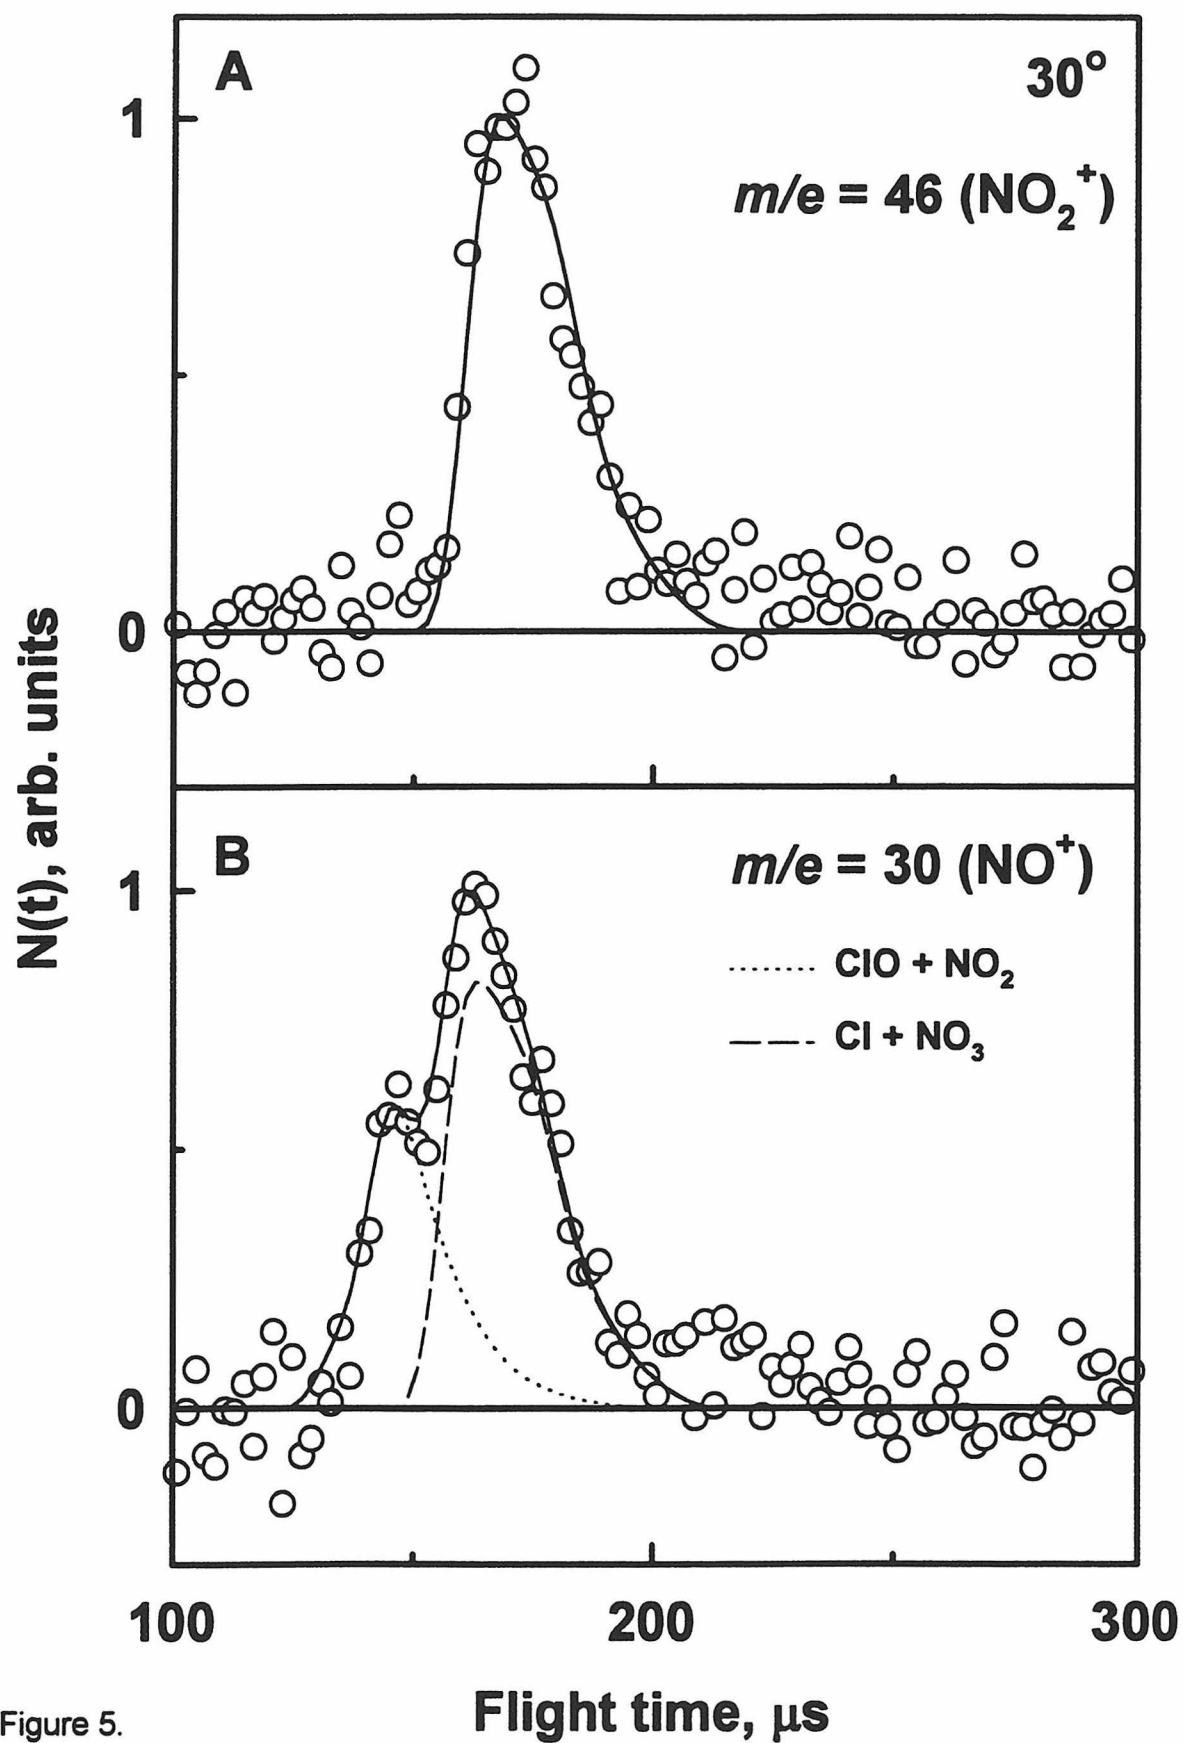 A
30°
1
m/e = 46 (NO₂⁺)
0
N(t), arb. units
B
m/e = 30 (NO⁺)
1
ClO + NO₂
Cl + NO₃
0
100 200 300
Flight time, μs
Figure 5.